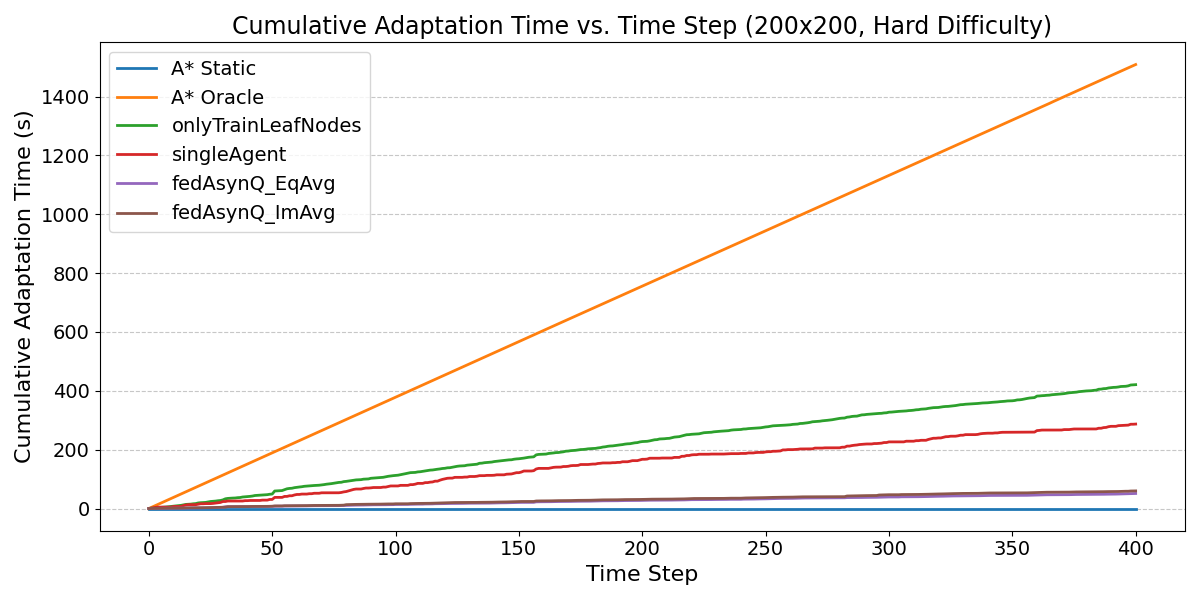 Cumulative Adaptation Time vs. Time Step (200x200, Hard Difficulty)
A* Static
A* Oracle
onlyTrainLeafNodes
singleAgent
fedAsynQ_EqAvg
fedAsynQ_ImAvg
Cumulative Adaptation Time (s)
1400
1200
1000
800
600
400
200
0
0 50 100 150 200 250 300 350 400
Time Step